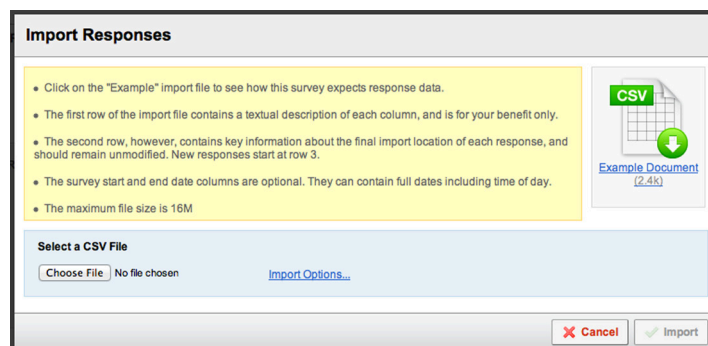 Import Responses
• Click on the "Example" import file to see how this survey expects response data.
• The first row of the import file contains a textual description of each column, and is for your benefit only.
• The second row, however, contains key information about the final import location of each response, and
should remain unmodified. New responses start at row 3.
• The survey start and end date columns are optional. They can contain full dates including time of day.
• The maximum file size is 16M
CSV
Example Document
(2.4k)
Select a CSV File
Choose File No file chosen Import Options...
Cancel Import